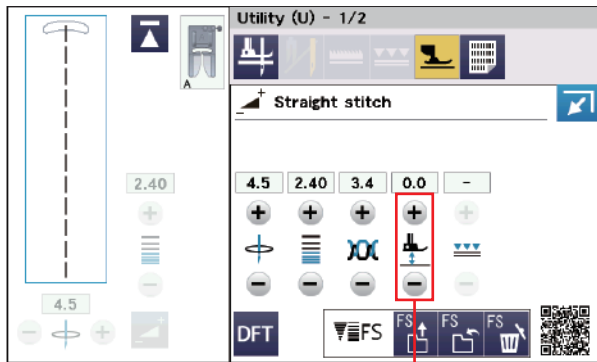 Utility (U) - 1/2
A
Straight stitch
2.40
4.5 2.40 3.4 0.0 -
4.5
DFT FS FS FS FS